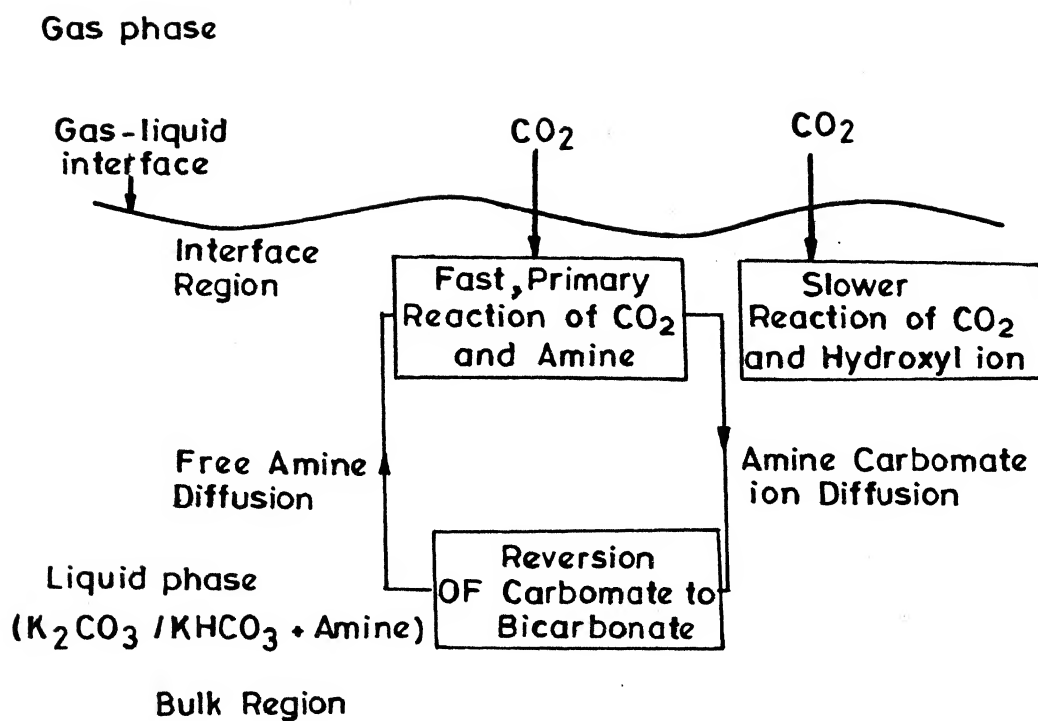 Gas phase
Gas-liquid
interface
CO2
CO2
Interface
Region
Fast, Primary
Reaction of CO2
and Amine
Slower
Reaction of CO2
and Hydroxyl ion
Free Amine
Diffusion
Amine Carbomate
ion Diffusion
Reversion
OF Carbomate to
Bicarbonate
Liquid phase
(K2CO3 / KHCO3 + Amine)
Bulk Region